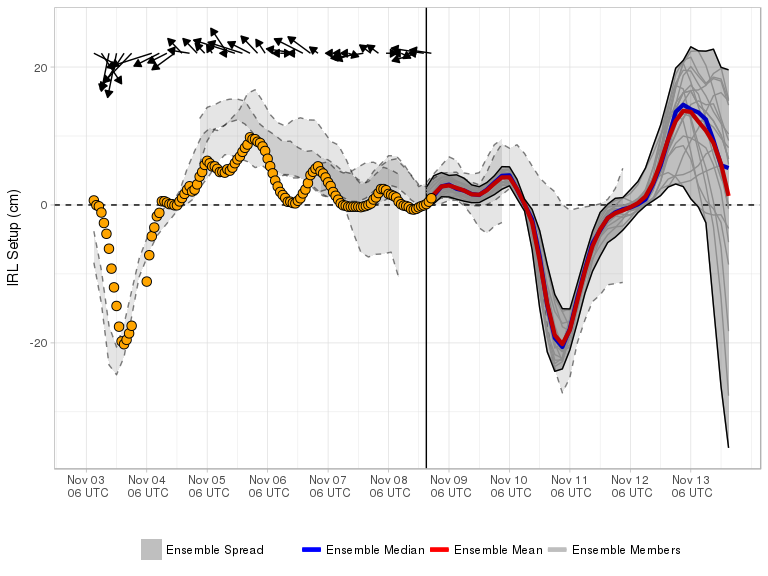 IRL Setup (cm)
20
0
-20
Nov 03 Nov 04 Nov 05 Nov 06 Nov 07 Nov 08 Nov 09 Nov 10 Nov 11 Nov 12 Nov 13
06 UTC 06 UTC 06 UTC 06 UTC 06 UTC 06 UTC 06 UTC 06 UTC 06 UTC 06 UTC 06 UTC
Ensemble Spread Ensemble Median Ensemble Mean Ensemble Members